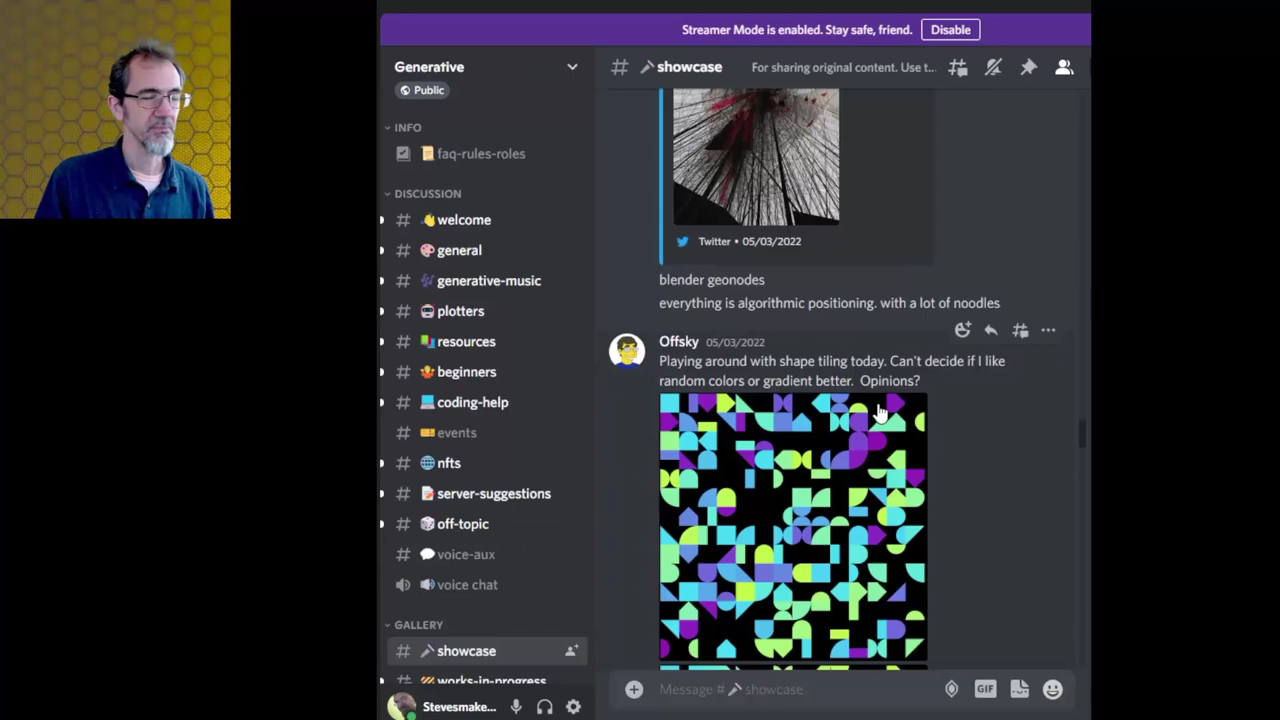 Streamer Mode is enabled. Stay safe, friend.
Disable
Generative
Public
INFO
faq-rules-roles
DISCUSSION
welcome
general
generative-music
plotters
resources
beginners
coding-help
events
nfts
server-suggestions
off-topic
voice-aux
voice chat
GALLERY
showcase
works-in-progress
Stevesmake...
showcase
For sharing original content. Use t...
Twitter • 05/03/2022
blender geonodes
everything is algorithmic positioning. with a lot of noodles
Offsky 05/03/2022
Playing around with shape tiling today. Can't decide if I like
random colors or gradient better. Opinions?
Message # showcase
GIF